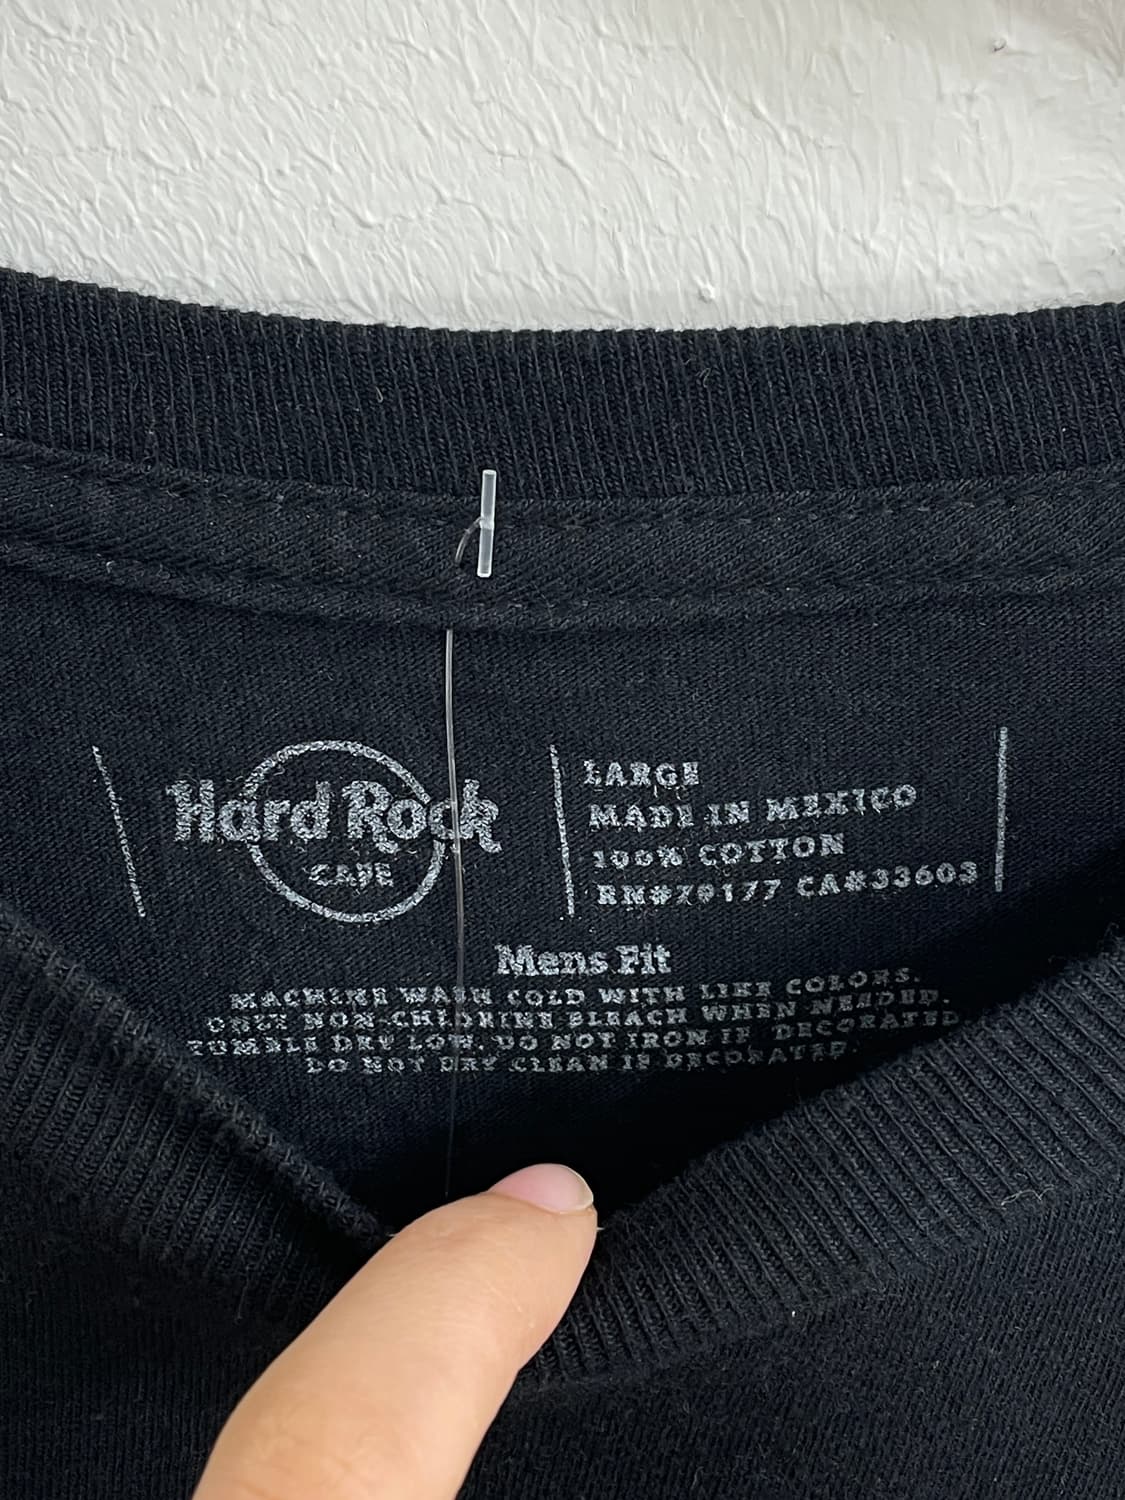 Hard Rock
CAFE
LARGE
MADE IN MEXICO
100% COTTON
RN#79177 CA#33603
Mens Fit
MACHINE WASH COLD WITH LIKE COLORS.
ONLY NON-CHLORINE BLEACH WHEN NEEDED.
TUMBLE DRY LOW. DO NOT IRON IF DECORATED
DO NOT DRY CLEAN IF DECORATED.